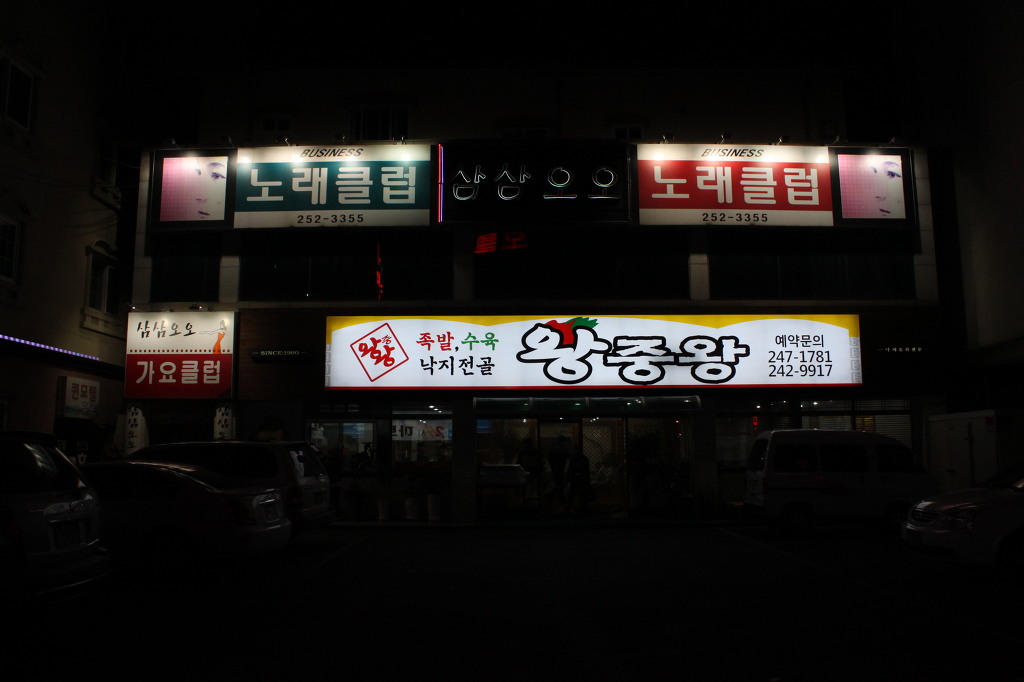 BUSINESS
노래클럽
252-3355
삼삼오오
BUSINESS
노래클럽
252-3355
삼삼오오
가요클럽
SINCE1990
족발,수육
낙지전골
왕중왕
예약문의
247-1781
242-9917